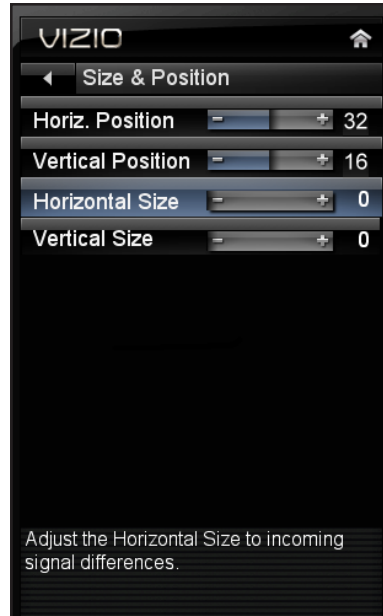 VIZIO
Size & Position
Horiz. Position - + 32
Vertical Position - + 16
Horizontal Size - + 0
Vertical Size - + 0
Adjust the Horizontal Size to incoming
signal differences.